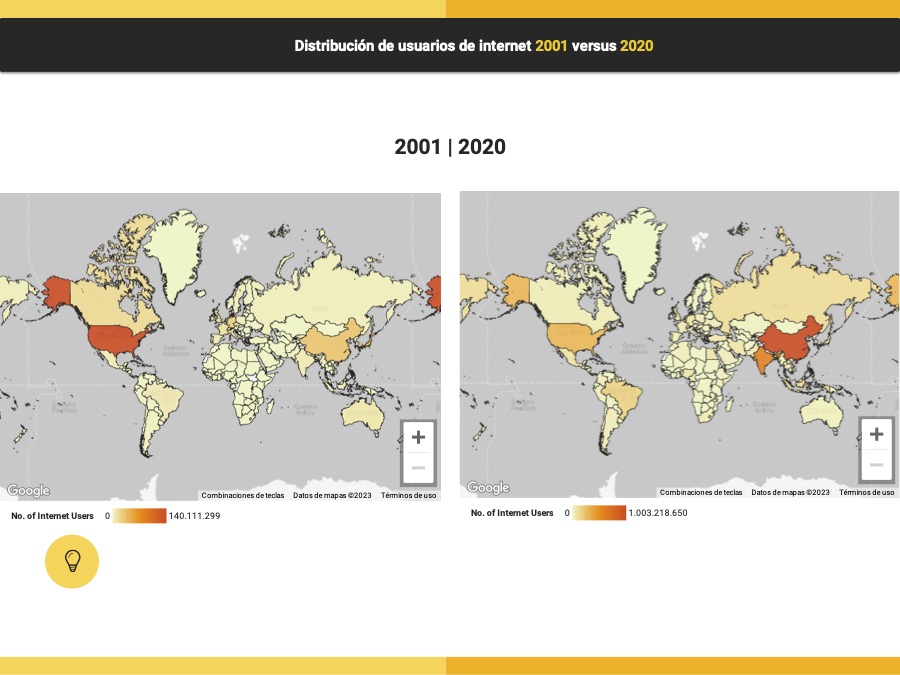 Distribución de usuarios de internet 2001 versus 2020
2001 | 2020
Google
Combinaciones de teclas Datos de mapas ©2023 Términos de uso
No. of Internet Users 0 140.111.299
Google
Combinaciones de teclas Datos de mapas ©2023 Términos de uso
No. of Internet Users 0 1.003.218.650